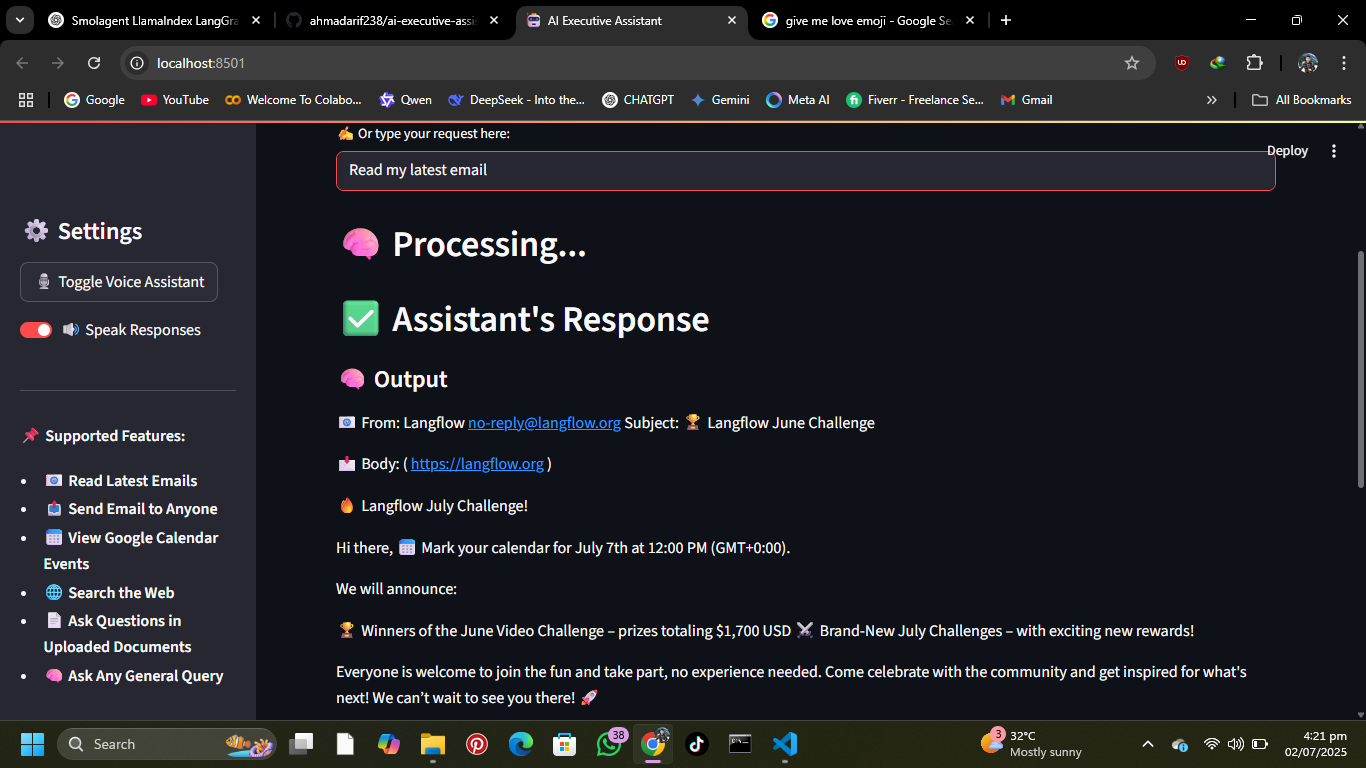 Smolagent LlamaIndex LangGra
ahmadarif238/ai-executive-assi
AI Executive Assistant
give me love emoji - Google Se
localhost:8501
Google
YouTube
Welcome To Colabo...
Qwen
DeepSeek - Into the...
CHATGPT
Gemini
Meta AI
Fiverr - Freelance Se...
Gmail
»
All Bookmarks
Settings
Toggle Voice Assistant
Speak Responses
Supported Features:
Read Latest Emails
Send Email to Anyone
View Google Calendar
Events
Search the Web
Ask Questions in
Uploaded Documents
Ask Any General Query
✍️ Or type your request here:
Deploy
Read my latest email
🧠 Processing...
✅ Assistant's Response
🧠 Output
📧 From: Langflow no-reply@langflow.org Subject: 🏆 Langflow June Challenge
📩 Body: ( https://langflow.org )
🔥 Langflow July Challenge!
Hi there, 🗓️ Mark your calendar for July 7th at 12:00 PM (GMT+0:00).
We will announce:
🏆 Winners of the June Video Challenge – prizes totaling $1,700 USD ⚔️ Brand-New July Challenges – with exciting new rewards!
Everyone is welcome to join the fun and take part, no experience needed. Come celebrate with the community and get inspired for what's
next! We can’t wait to see you there! 🚀
Search
38
3
32°C
Mostly sunny
4:21 pm
02/07/2025